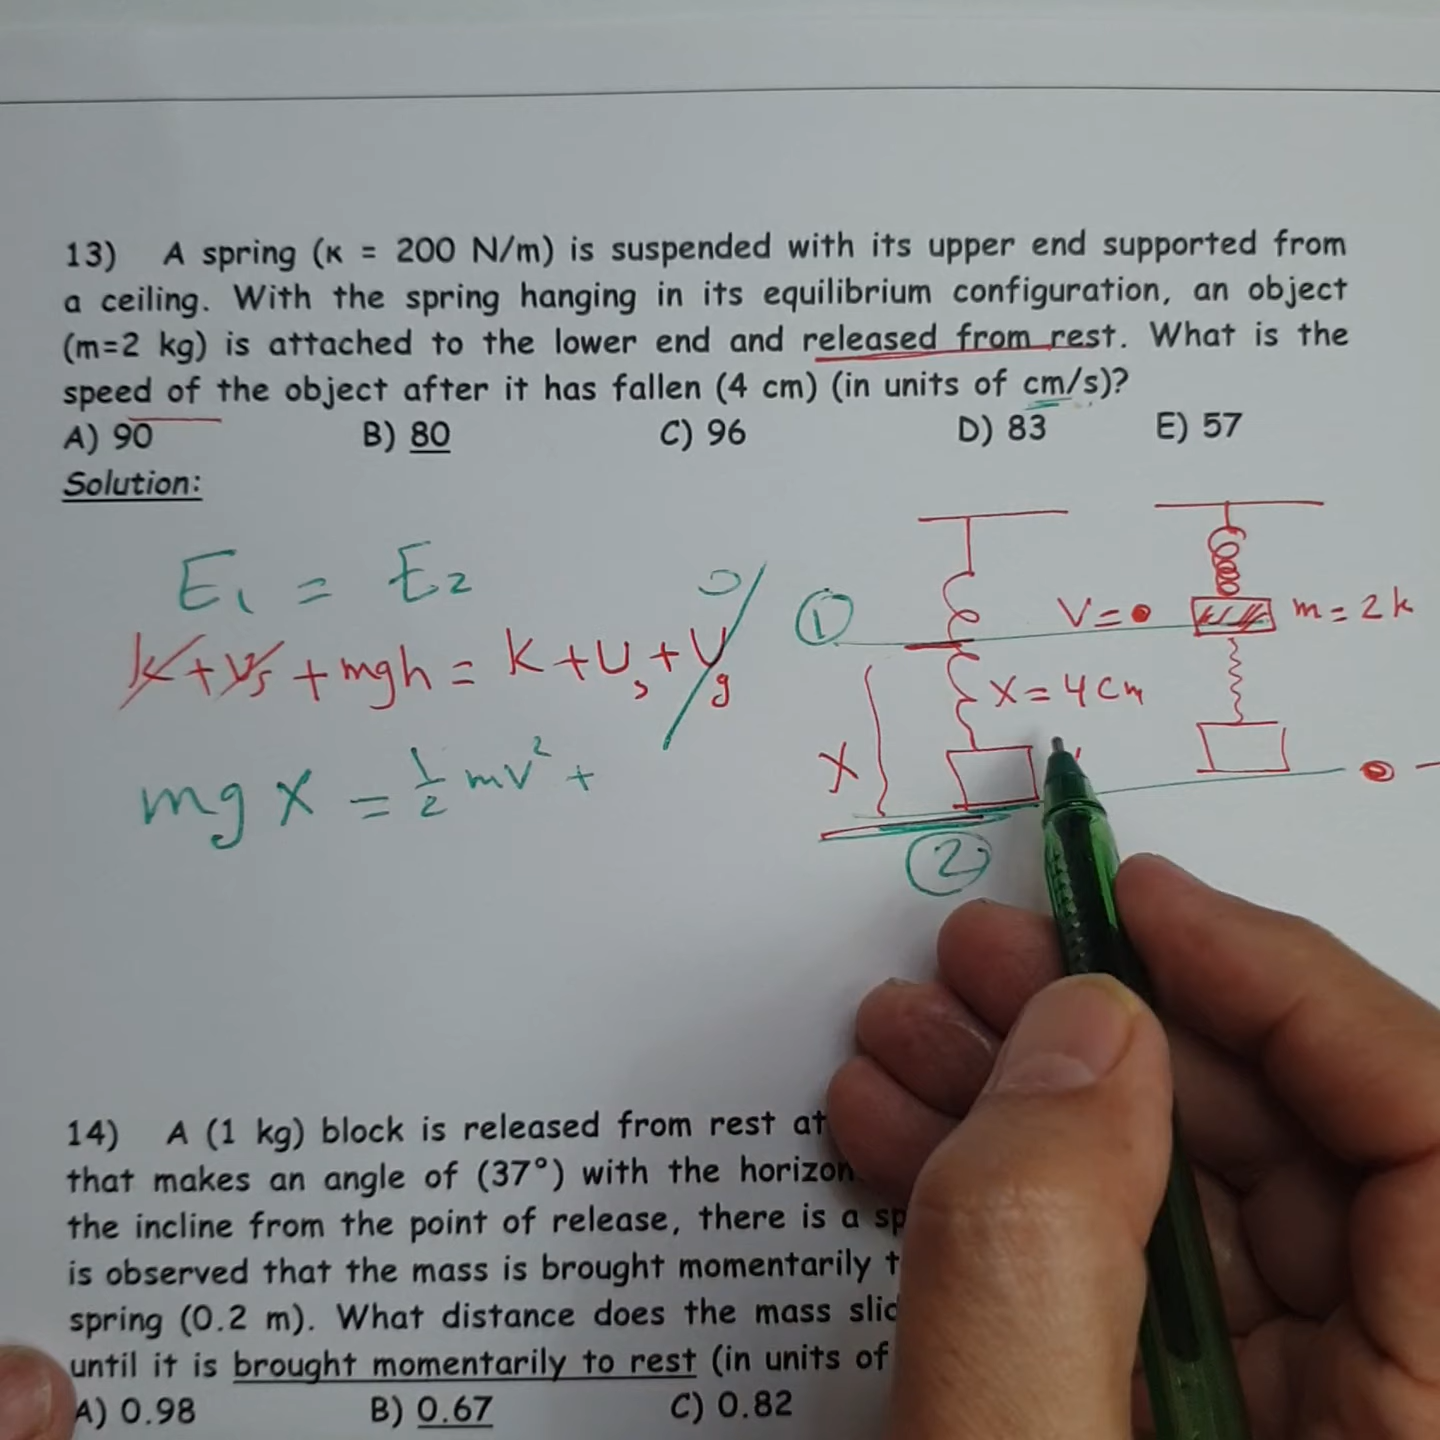 13) A spring (κ = 200 N/m) is suspended with its upper end supported from
a ceiling. With the spring hanging in its equilibrium configuration, an object
(m=2 kg) is attached to the lower end and released from rest. What is the
speed of the object after it has fallen (4 cm) (in units of cm/s)?
A) 90 B) 80 C) 96 D) 83 E) 57
Solution:
E₁ = E₂
K + Us + mgh = K + Us + Ug
0
mg x = 1/2 mv² +
1
V = 0
m = 2 k
x = 4 cm
x
2
14) A (1 kg) block is released from rest at
that makes an angle of (37°) with the horizon
the incline from the point of release, there is a sp
is observed that the mass is brought momentarily t
spring (0.2 m). What distance does the mass slid
until it is brought momentarily to rest (in units of
A) 0.98 B) 0.67 C) 0.82